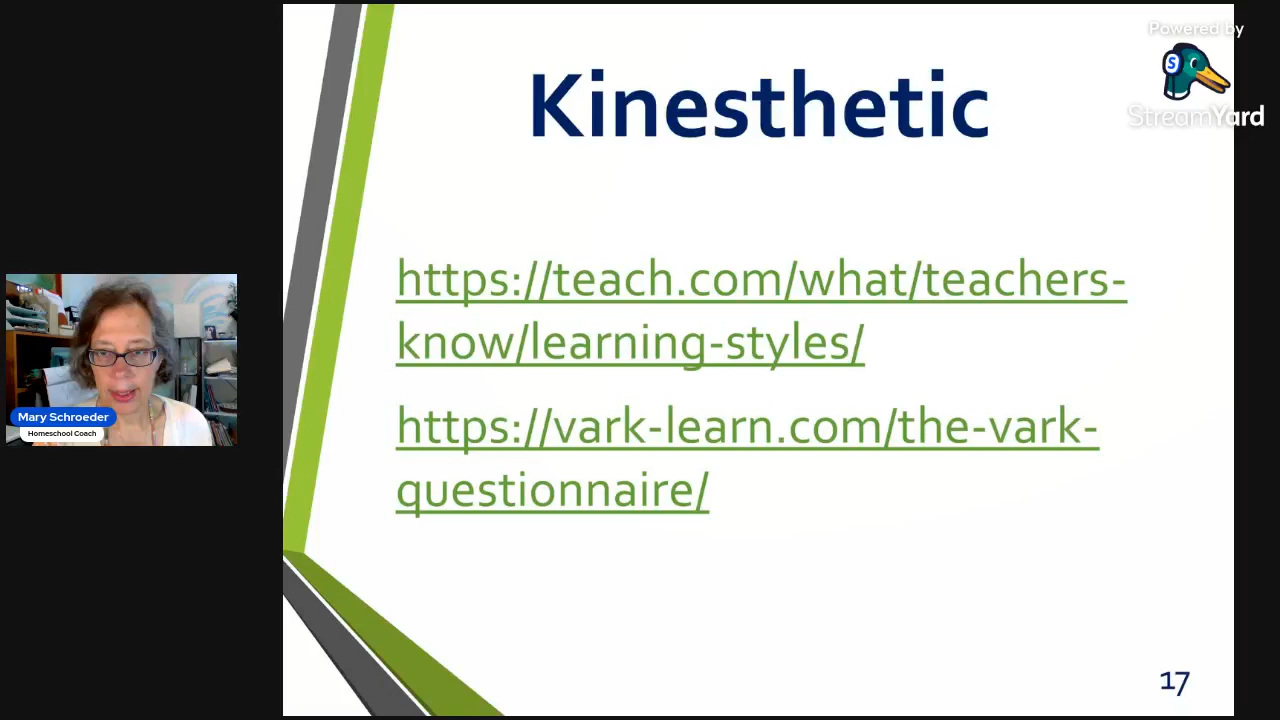 Powered by
StreamYard
Kinesthetic
https://teach.com/what/teachers-
know/learning-styles/
https://vark-learn.com/the-vark-
questionnaire/
Mary Schroeder
Homeschool Coach
17